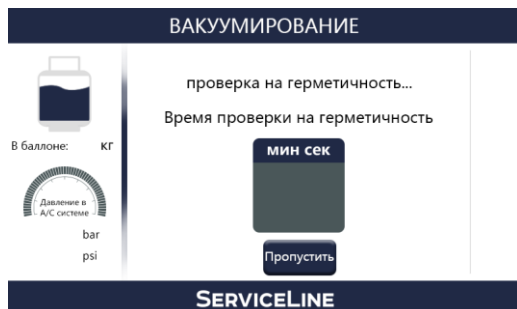 ВАКУУМИРОВАНИЕ
проверка на герметичность...
Время проверки на герметичность
В баллоне: кг
мин сек
Давление в
A/C системе
bar
psi
Пропустить
SERVICELINE